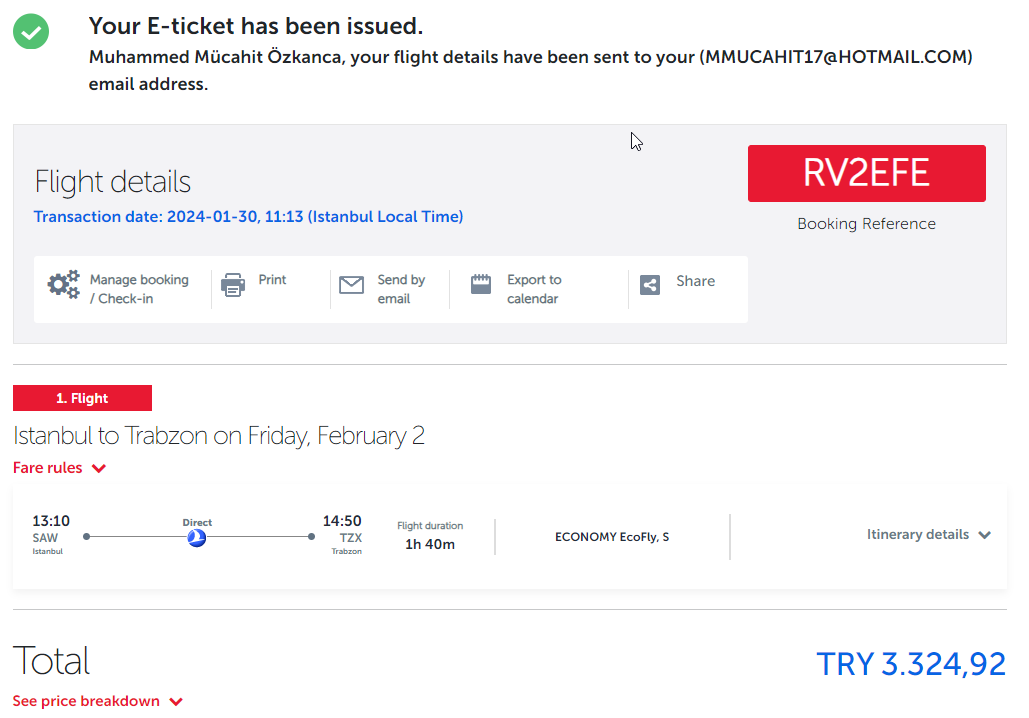 Your E-ticket has been issued.
Muhammed Mücahit Özkanca, your flight details have been sent to your (MMUCAHIT17@HOTMAIL.COM)
email address.
Flight details
Transaction date: 2024-01-30, 11:13 (Istanbul Local Time)
RV2EFE
Booking Reference
Manage booking
/ Check-in
Print
Send by
email
Export to
calendar
Share
1. Flight
Istanbul to Trabzon on Friday, February 2
Fare rules
13:10
SAW
Istanbul
Direct
14:50
TZX
Trabzon
Flight duration
1h 40m
ECONOMY EcoFly, S
Itinerary details
Total
TRY 3.324,92
See price breakdown